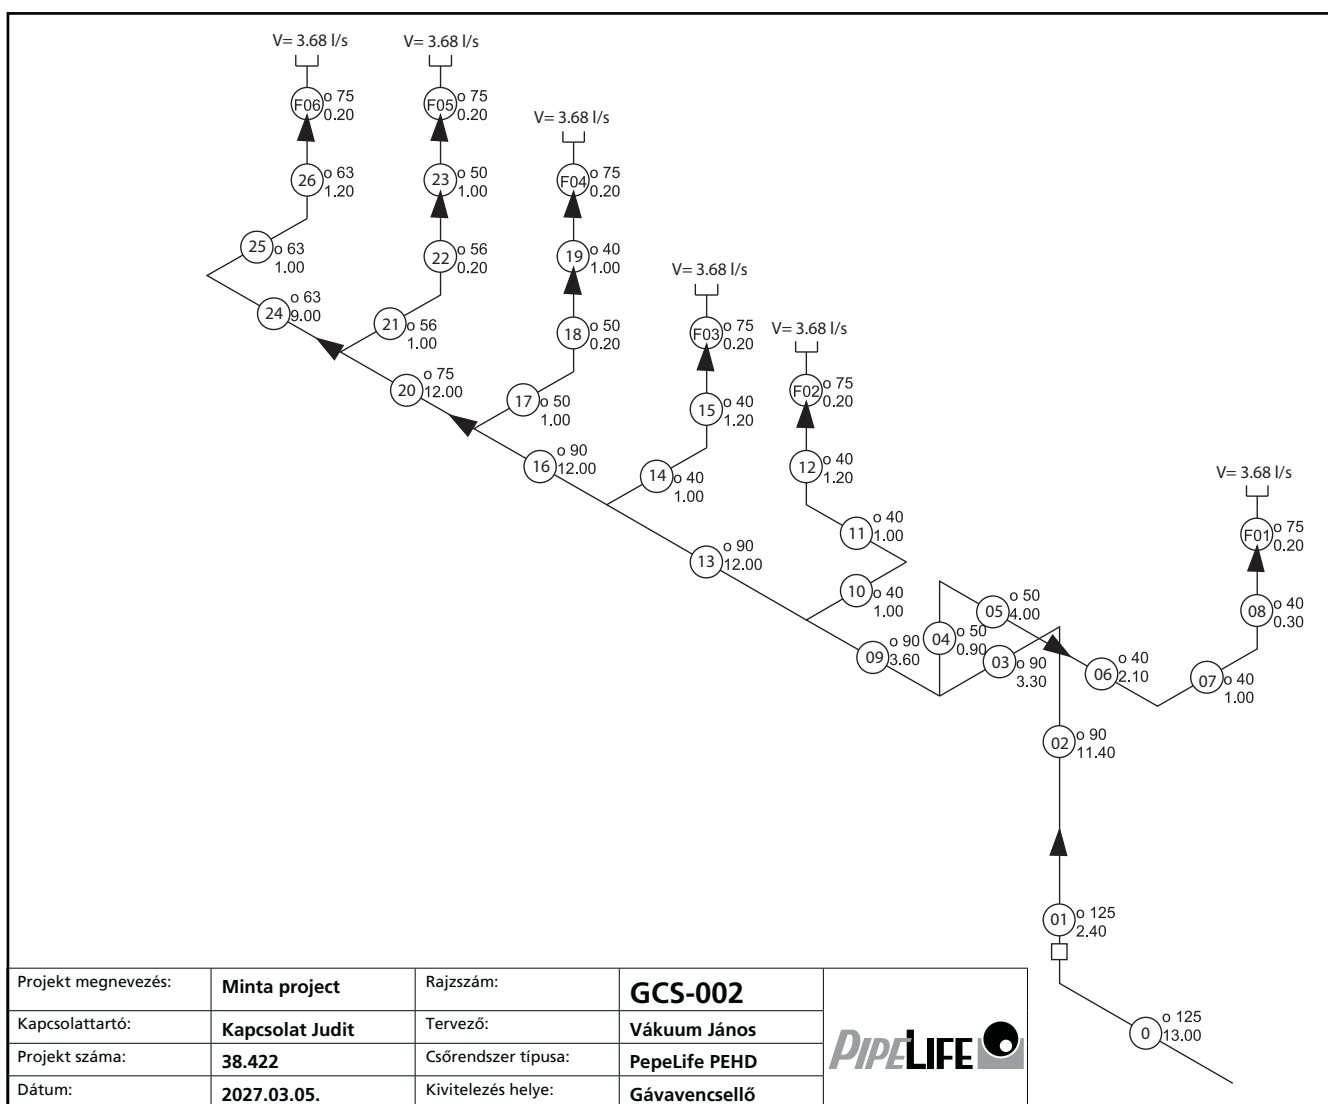 V= 3.68 l/s
V= 3.68 l/s
F06 o 75
0.20
F05 o 75
0.20
V= 3.68 l/s
26 o 63
1.20
23 o 50
1.00
F04 o 75
0.20
25 o 63
1.00
22 o 56
0.20
19 o 40
1.00
V= 3.68 l/s
24 o 63
9.00
21 o 56
1.00
18 o 50
0.20
F03 o 75
0.20
V= 3.68 l/s
20 o 75
12.00
17 o 50
1.00
15 o 40
1.20
F02 o 75
0.20
16 o 90
12.00
14 o 40
1.00
12 o 40
1.20
V= 3.68 l/s
13 o 90
12.00
11 o 40
1.00
F01 o 75
0.20
10 o 40
1.00
05 o 50
4.00
08 o 40
0.30
09 o 90
3.60
04 o 50
0.90
03 o 90
3.30
06 o 40
2.10
07 o 40
1.00
02 o 90
11.40
01 o 125
2.40
0 o 125
13.00
Projekt megnevezés: Minta project Rajzszám: GCS-002
Kapcsolattartó: Kapcsolat Judit Tervező: Vákuum János
Projekt száma: 38.422 Csőrendszer típusa: PepeLife PEHD
Dátum: 2027.03.05. Kivitelezés helye: Gávavencsellő
PIPELIFE